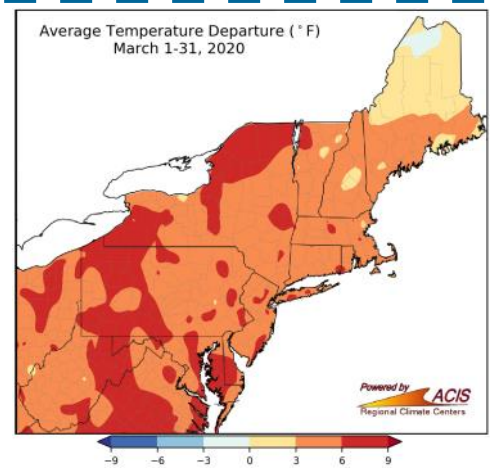 Average Temperature Departure (°F)
March 1-31, 2020
Powered by
ACIS
Regional Climate Centers
−9 −6 −3 0 3 6 9